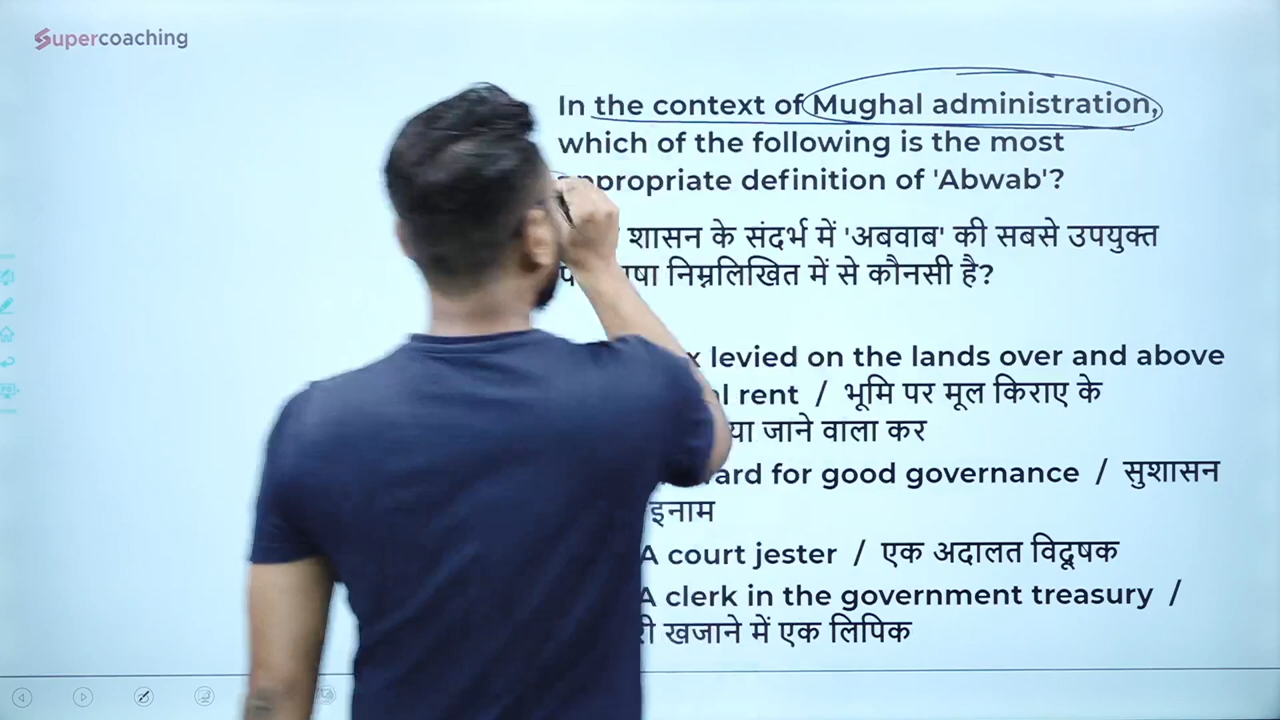 Supercoaching
In the context of Mughal administration,
which of the following is the most
appropriate definition of 'Abwab'?
शासन के संदर्भ में 'अबवाब' की सबसे उपयुक्त
निम्नलिखित में से कौनसी है?
levied on the lands over and above
rent / भूमि पर मूल किराए के
जाने वाला कर
for good governance / सुशासन
इनाम
A court jester / एक अदालत विदूषक
A clerk in the government treasury /
खजाने में एक लिपिक